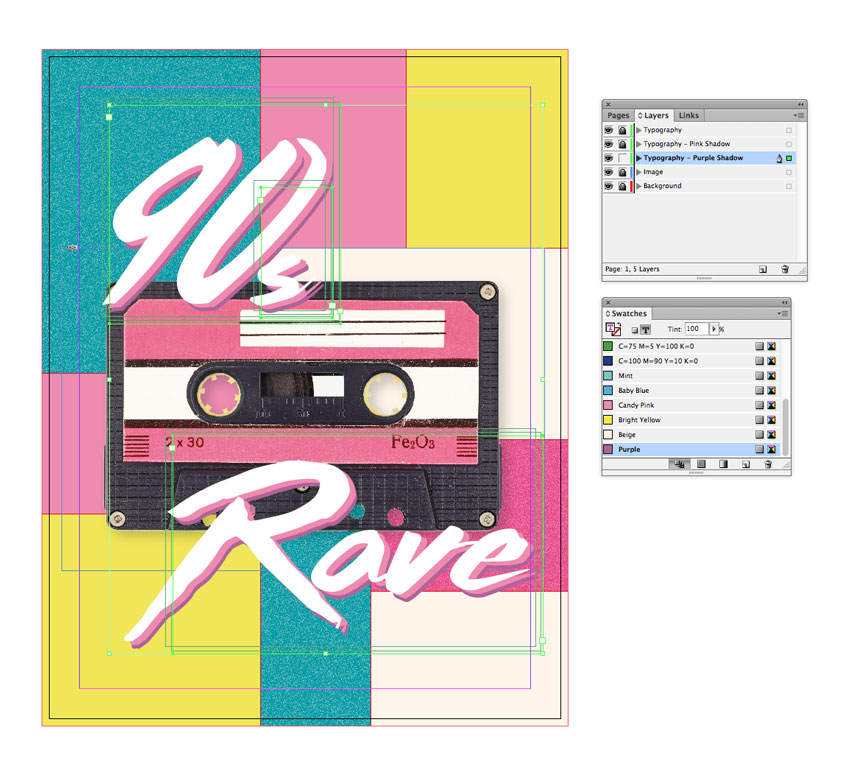 90s
2 x 30
Fe₂O₃
Rave
Pages
Layers
Links
Typography
Typography - Pink Shadow
Typography - Purple Shadow
Image
Background
Page: 1, 5 Layers
Swatches
T
T
Tint: 100 %
C=75 M=5 Y=100 K=0
C=100 M=90 Y=10 K=0
Mint
Baby Blue
Candy Pink
Bright Yellow
Beige
Purple